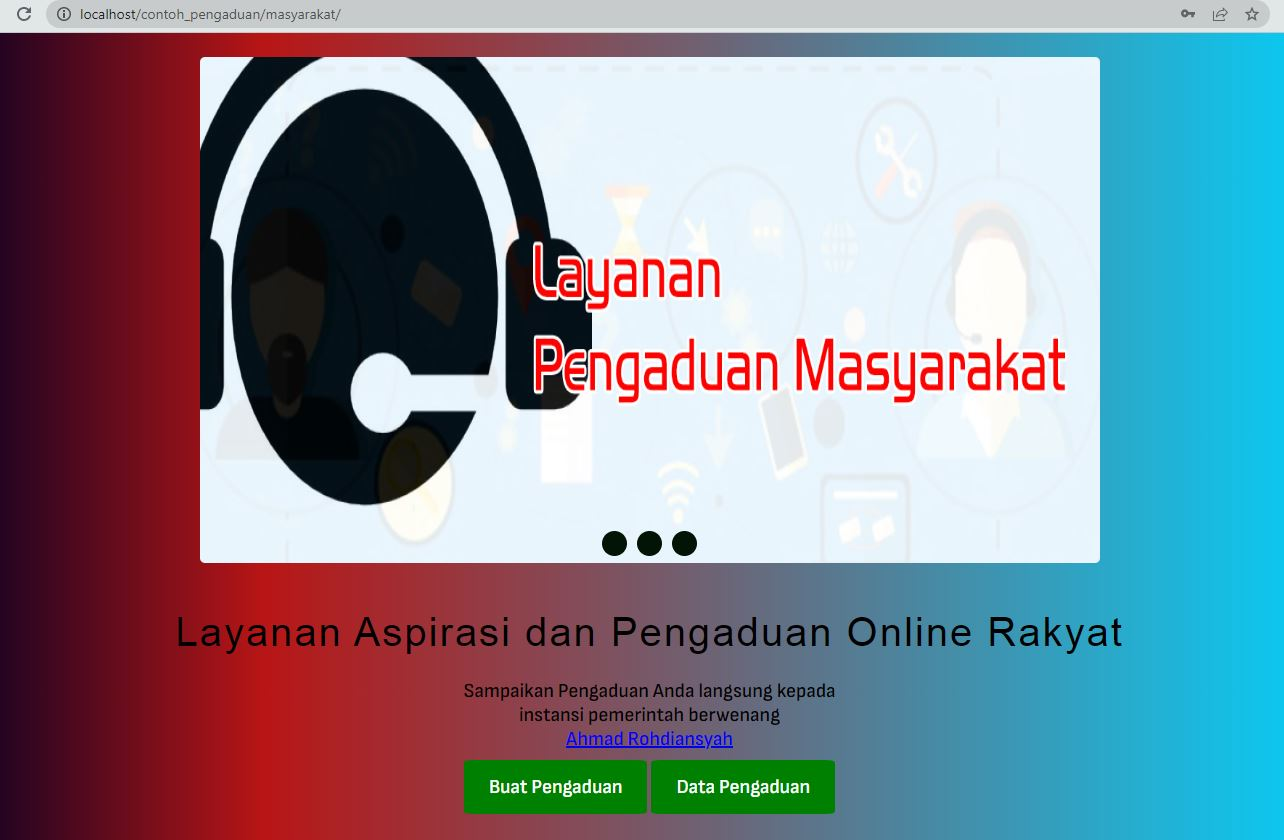 localhost/contoh_pengaduan/masyarakat/
Layanan
Pengaduan Masyarakat
Layanan Aspirasi dan Pengaduan Online Rakyat
Sampaikan Pengaduan Anda langsung kepada
instansi pemerintah berwenang
Ahmad Rohdiansyah
Buat Pengaduan Data Pengaduan